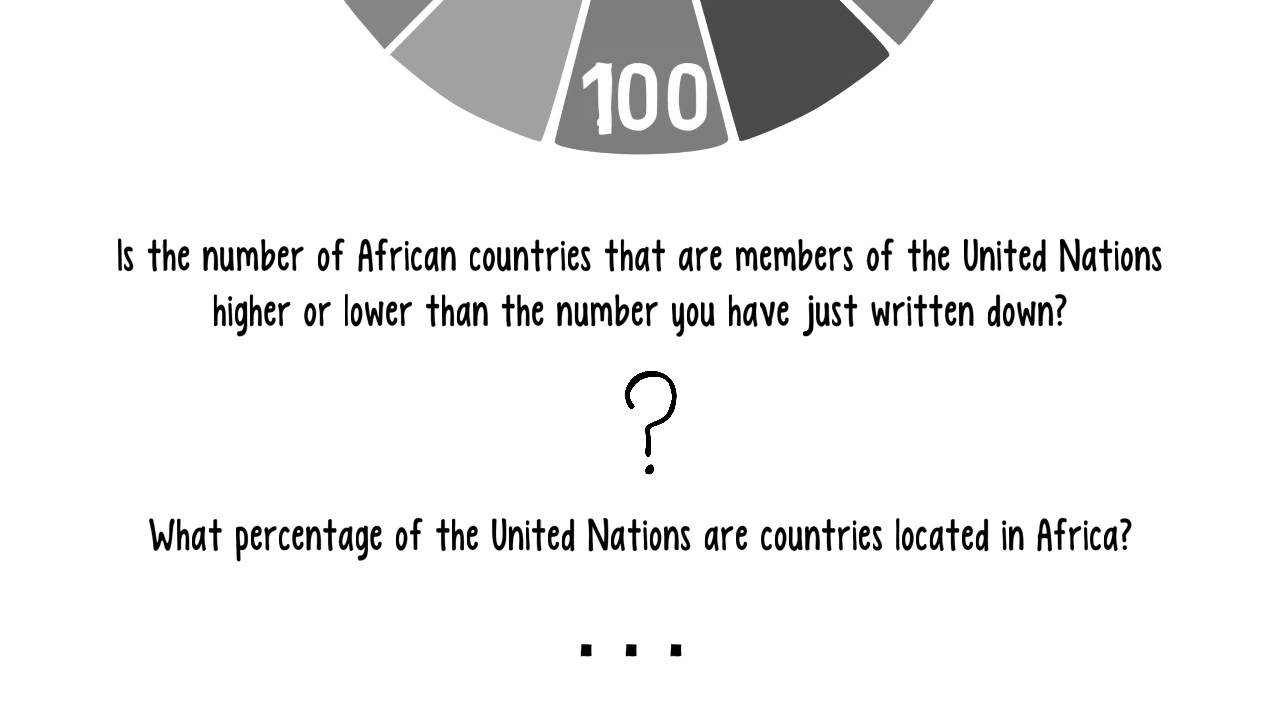 100
Is the number of African countries that are members of the United Nations
higher or lower than the number you have just written down?
?
What percentage of the United Nations are countries located in Africa?
...